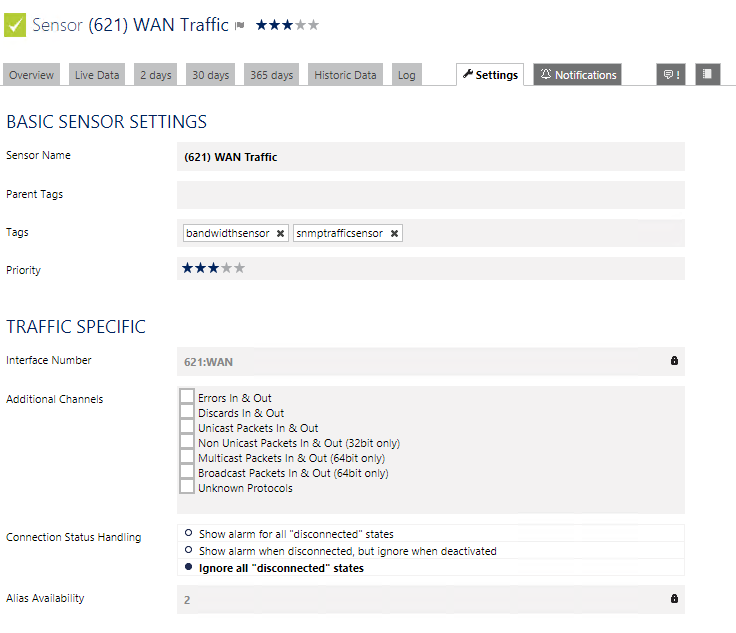 Sensor (621) WAN Traffic
Overview Live Data 2 days 30 days 365 days Historic Data Log Settings Notifications !
BASIC SENSOR SETTINGS
Sensor Name (621) WAN Traffic
Parent Tags
Tags bandwidthsensor snmptrafficsensor
Priority
TRAFFIC SPECIFIC
Interface Number 621:WAN
Additional Channels Errors In & Out
Discards In & Out
Unicast Packets In & Out
Non Unicast Packets In & Out (32bit only)
Multicast Packets In & Out (64bit only)
Broadcast Packets In & Out (64bit only)
Unknown Protocols
Connection Status Handling Show alarm for all "disconnected" states
Show alarm when disconnected, but ignore when deactivated
Ignore all "disconnected" states
Alias Availability 2